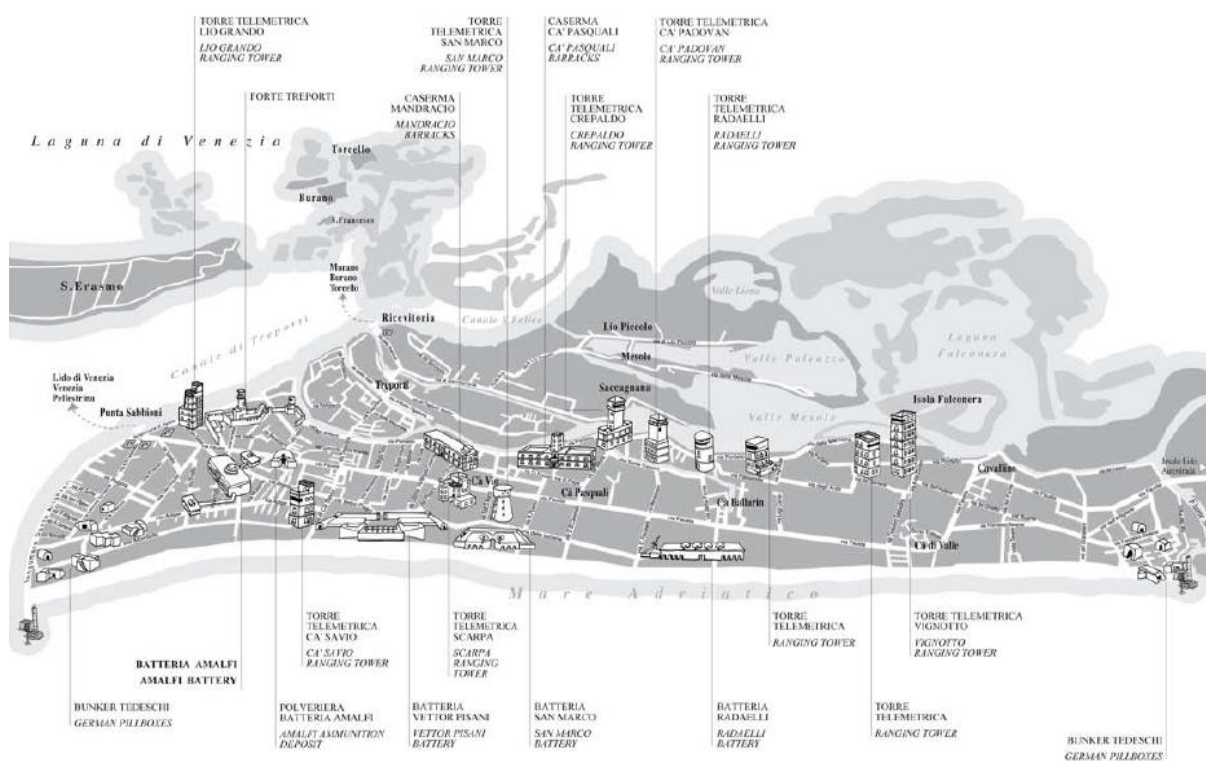 TORRE TELEMETRICA
LIO GRANDO
LIO GRANDO
RANGING TOWER
TORRE
TELEMETRICA
SAN MARCO
SAN MARCO
RANGING TOWER
CASERMA
CA' PASQUALI
CA' PASQUALI
BARRACKS
TORRE TELEMETRICA
CA' PADOVAN
CA' PADOVAN
RANGING TOWER
FORTE TREPORTI
CASERMA
MANDRACIO
MANDRACIO
BARRACKS
TORRE
TELEMETRICA
CREPALDO
CREPALDO
RANGING TOWER
TORRE
TELEMETRICA
RADAELLI
RADAELLI
RANGING TOWER
Laguna di Venezia
Torcello
Burano
S.Francesco
S.Erasmo
Murano
Burano
Torcello
Ricevitoria
Canale S.Felice
Valle Liona
Lio Piccolo
Laguna
Falconera
Canale di Treporti
Mesole
Valle Paleazza
Lido di Venezia
Venezia
Pellestrina
Treporti
Saccagnana
Punta Sabbioni
Valle Mesole
Isola Falconera
Cavallino
Jesolo Lido
Autostrada
Cà Vio
Cà Pasquali
Cà Ballarin
Cà di Valle
Mare Adriatico
TORRE
TELEMETRICA
CA' SAVIO
CA' SAVIO
RANGING TOWER
TORRE
TELEMETRICA
SCARPA
SCARPA
RANGING
TOWER
TORRE
TELEMETRICA
RANGING TOWER
TORRE TELEMETRICA
VIGNOTTO
VIGNOTTO
RANGING TOWER
BATTERIA AMALFI
AMALFI BATTERY
BUNKER TEDESCHI
GERMAN PILLBOXES
POLVERIERA
BATTERIA AMALFI
AMALFI AMMUNITION
DEPOSIT
BATTERIA
VETTOR PISANI
VETTOR PISANI
BATTERY
BATTERIA
SAN MARCO
SAN MARCO
BATTERY
BATTERIA
RADAELLI
RADAELLI
BATTERY
TORRE
TELEMETRICA
RANGING TOWER
BUNKER TEDESCHI
GERMAN PILLBOXES